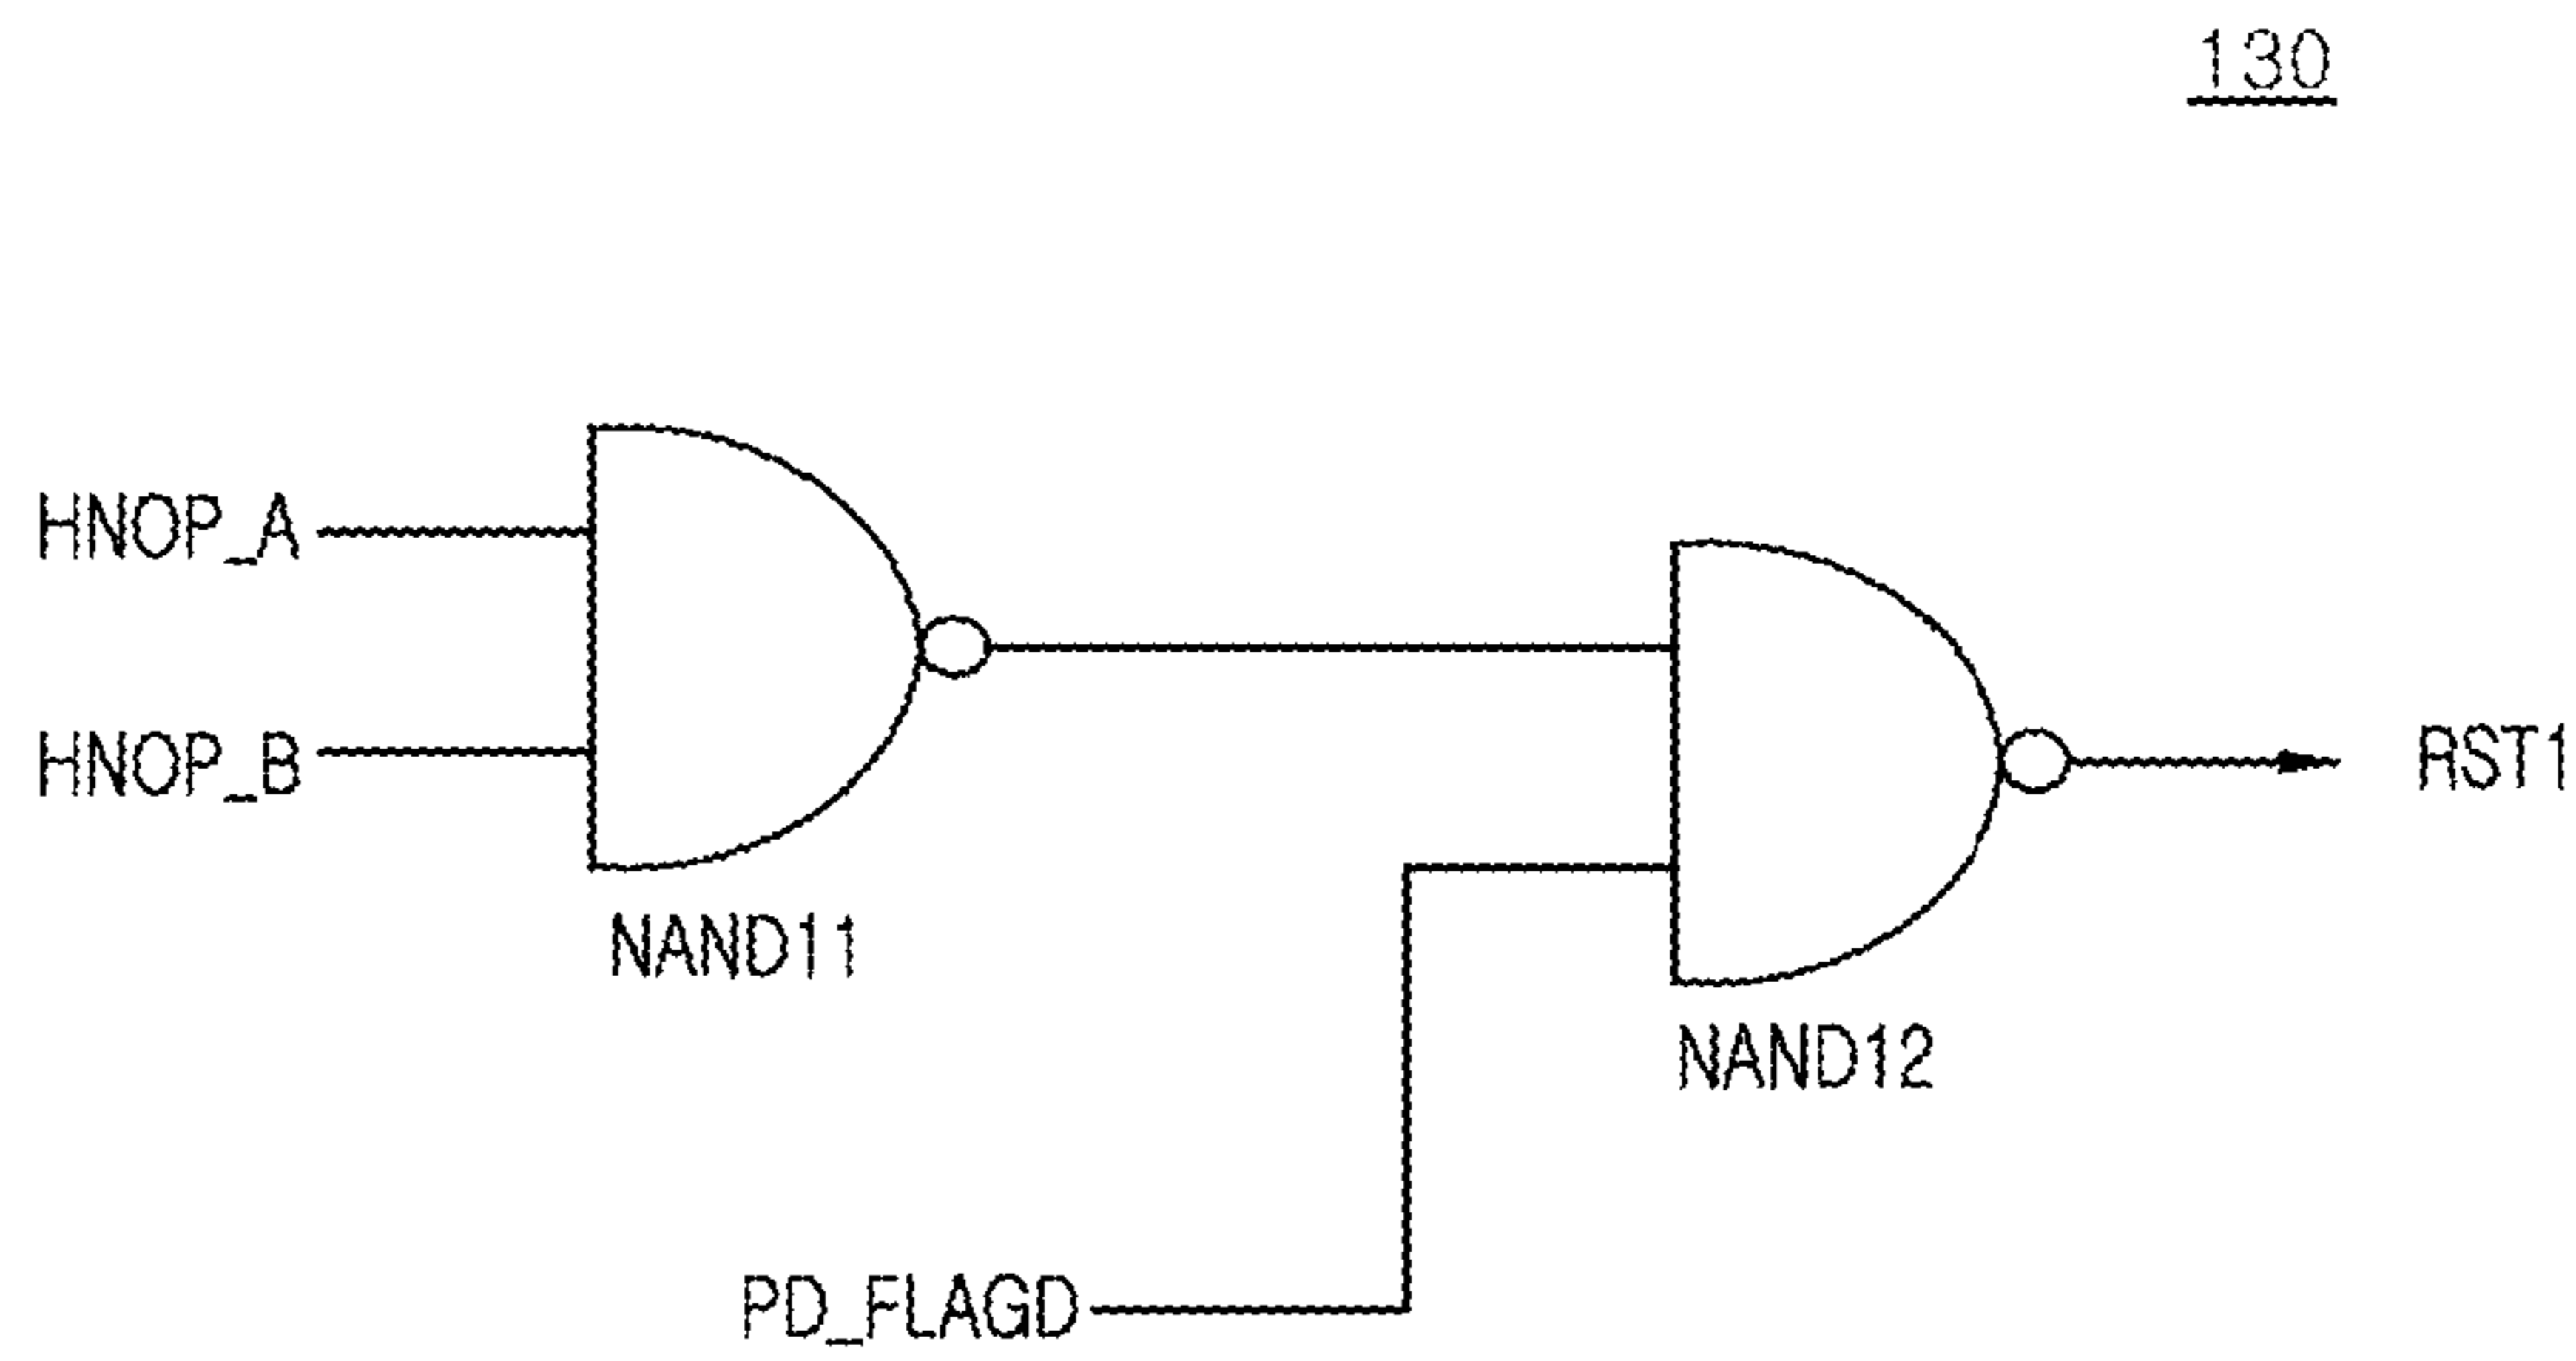 130
HNOP_A
HNOP_B
RST1
NAND11
NAND12
PD_FLAGD